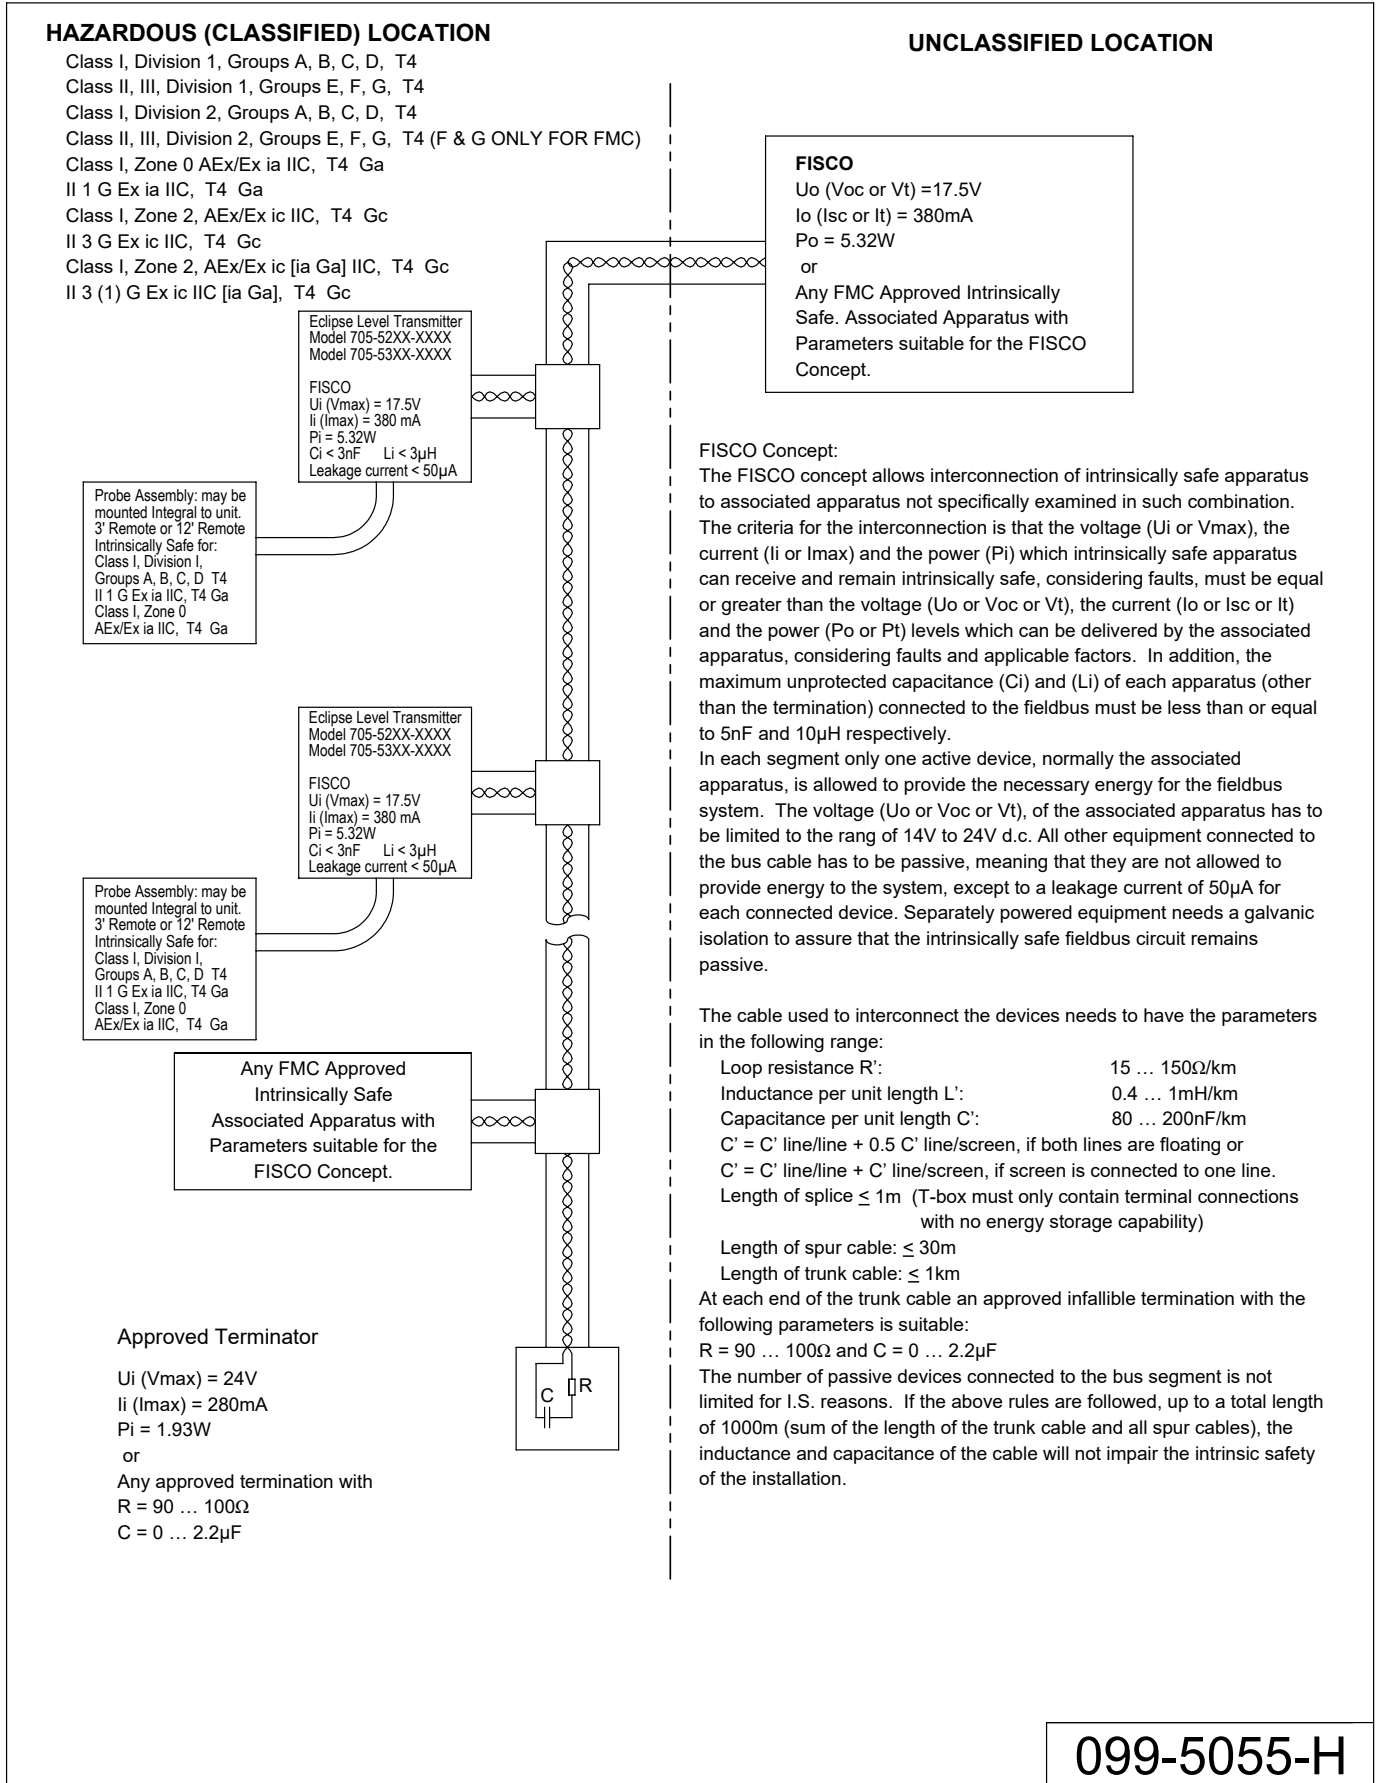 HAZARDOUS (CLASSIFIED) LOCATION
Class I, Division 1, Groups A, B, C, D, T4
Class II, III, Division 1, Groups E, F, G, T4
Class I, Division 2, Groups A, B, C, D, T4
Class II, III, Division 2, Groups E, F, G, T4 (F & G ONLY FOR FMC)
Class I, Zone 0 AEx/Ex ia IIC, T4 Ga
II 1 G Ex ia IIC, T4 Ga
Class I, Zone 2, AEx/Ex ic IIC, T4 Gc
II 3 G Ex ic IIC, T4 Gc
Class I, Zone 2, AEx/Ex ic [ia Ga] IIC, T4 Gc
II 3 (1) G Ex ic IIC [ia Ga], T4 Gc
Eclipse Level Transmitter
Model 705-52XX-XXXX
Model 705-53XX-XXXX
FISCO
Ui (Vmax) = 17.5V
Ii (Imax) = 380 mA
Pi = 5.32W
Ci < 3nF Li < 3µH
Leakage current < 50µA
Probe Assembly: may be
mounted Integral to unit.
3' Remote or 12' Remote
Intrinsically Safe for:
Class I, Division I,
Groups A, B, C, D T4
II 1 G Ex ia IIC, T4 Ga
Class I, Zone 0
AEx/Ex ia IIC, T4 Ga
Eclipse Level Transmitter
Model 705-52XX-XXXX
Model 705-53XX-XXXX
FISCO
Ui (Vmax) = 17.5V
Ii (Imax) = 380 mA
Pi = 5.32W
Ci < 3nF Li < 3µH
Leakage current < 50µA
Probe Assembly: may be
mounted Integral to unit.
3' Remote or 12' Remote
Intrinsically Safe for:
Class I, Division I,
Groups A, B, C, D T4
II 1 G Ex ia IIC, T4 Ga
Class I, Zone 0
AEx/Ex ia IIC, T4 Ga
Any FMC Approved
Intrinsically Safe
Associated Apparatus with
Parameters suitable for the
FISCO Concept.
Approved Terminator
Ui (Vmax) = 24V
Ii (Imax) = 280mA
Pi = 1.93W
or
Any approved termination with
R = 90 … 100Ω
C = 0 … 2.2µF
C R
UNCLASSIFIED LOCATION
FISCO
Uo (Voc or Vt) =17.5V
Io (Isc or It) = 380mA
Po = 5.32W
or
Any FMC Approved Intrinsically
Safe. Associated Apparatus with
Parameters suitable for the FISCO
Concept.
FISCO Concept:
The FISCO concept allows interconnection of intrinsically safe apparatus
to associated apparatus not specifically examined in such combination.
The criteria for the interconnection is that the voltage (Ui or Vmax), the
current (Ii or Imax) and the power (Pi) which intrinsically safe apparatus
can receive and remain intrinsically safe, considering faults, must be equal
or greater than the voltage (Uo or Voc or Vt), the current (Io or Isc or It)
and the power (Po or Pt) levels which can be delivered by the associated
apparatus, considering faults and applicable factors. In addition, the
maximum unprotected capacitance (Ci) and (Li) of each apparatus (other
than the termination) connected to the fieldbus must be less than or equal
to 5nF and 10µH respectively.
In each segment only one active device, normally the associated
apparatus, is allowed to provide the necessary energy for the fieldbus
system. The voltage (Uo or Voc or Vt), of the associated apparatus has to
be limited to the rang of 14V to 24V d.c. All other equipment connected to
the bus cable has to be passive, meaning that they are not allowed to
provide energy to the system, except to a leakage current of 50µA for
each connected device. Separately powered equipment needs a galvanic
isolation to assure that the intrinsically safe fieldbus circuit remains
passive.
The cable used to interconnect the devices needs to have the parameters
in the following range:
Loop resistance R’: 15 … 150Ω/km
Inductance per unit length L’: 0.4 … 1mH/km
Capacitance per unit length C’: 80 … 200nF/km
C’ = C’ line/line + 0.5 C’ line/screen, if both lines are floating or
C’ = C’ line/line + C’ line/screen, if screen is connected to one line.
Length of splice ≤ 1m (T-box must only contain terminal connections
with no energy storage capability)
Length of spur cable: ≤ 30m
Length of trunk cable: ≤ 1km
At each end of the trunk cable an approved infallible termination with the
following parameters is suitable:
R = 90 … 100Ω and C = 0 … 2.2µF
The number of passive devices connected to the bus segment is not
limited for I.S. reasons. If the above rules are followed, up to a total length
of 1000m (sum of the length of the trunk cable and all spur cables), the
inductance and capacitance of the cable will not impair the intrinsic safety
of the installation.
099-5055-H